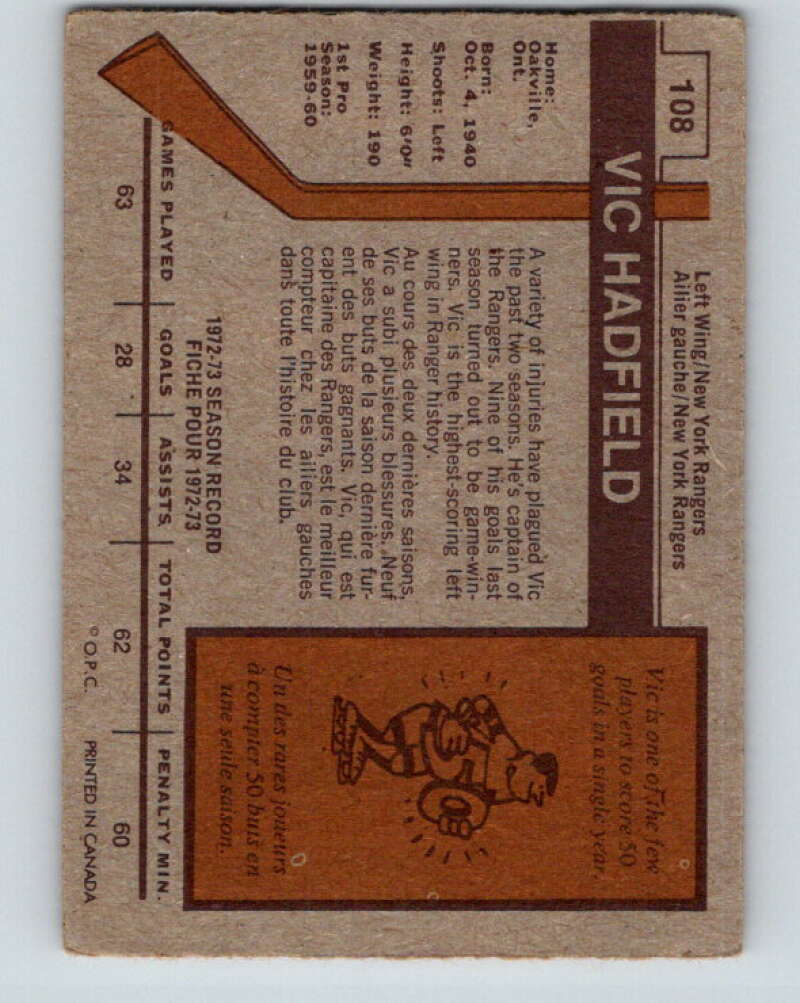 108
Left Wing/New York Rangers
Ailier gauche/New York Rangers
VIC HADFIELD
Home:
Oakville,
Ont.
Born:
Oct. 4, 1940
Shoots: Left
Height: 6'0"
Weight: 190
1st Pro
Season:
1959-60
A variety of injuries have plagued Vic
the past two seasons. He's captain of
the Rangers. Nine of his goals last
season turned out to be game-win-
ners. Vic is the highest-scoring left
wing in Ranger history.
Au cours des deux dernières saisons,
Vic a subi plusieurs blessures. Neuf
de ses buts de la saison dernière fur-
ent des buts gagnants. Vic, qui est
capitaine des Rangers, est le meilleur
compteur chez les ailiers gauches
dans toute l'histoire du club.
Vic is one of the few
players to score 50
goals in a single year.
50
Un des rares joueurs
à compter 50 buts en
une seule saison.
1972-73 SEASON RECORD
FICHE POUR 1972-73
GAMES PLAYED GOALS ASSISTS TOTAL POINTS PENALTY MIN.
63 28 34 62 60
© O.P.C. PRINTED IN CANADA